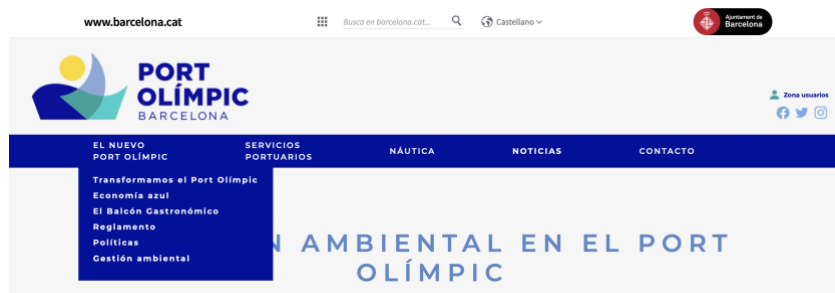 www.barcelona.cat
Busca en barcelona.cat...
Castellano
Ajuntament de
Barcelona
PORT
OLÍMPIC
BARCELONA
Zona usuarios
EL NUEVO
PORT OLÍMPIC
SERVICIOS
PORTUARIOS
NÁUTICA
NOTICIAS
CONTACTO
Transformamos el Port Olímpic
Economía azul
El Balcón Gastronómico
Reglamento
Políticas
Gestión ambiental
AMBIENTAL EN EL PORT
OLÍMPIC